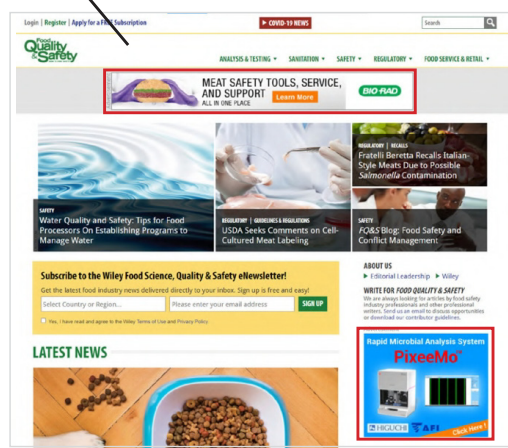 Login | Register | Apply for a FREE Subscription
COVID-19 NEWS
Search
Food
Quality
& Safety
ANALYSIS & TESTING
SANITATION
SAFETY
REGULATORY
FOOD SERVICE & RETAIL
MEAT SAFETY TOOLS, SERVICE,
AND SUPPORT
ALL IN ONE PLACE
Learn More
BIO-RAD
SAFETY
Water Quality and Safety: Tips for Food
Processors On Establishing Programs to
Manage Water
REGULATORY | GUIDELINES & REGULATIONS
USDA Seeks Comments on Cell-
Cultured Meat Labeling
REGULATORY | RECALLS
Fratelli Beretta Recalls Italian-
Style Meats Due to Possible
Salmonella Contamination
SAFETY
FQ&S Blog: Food Safety and
Conflict Management
Subscribe to the Wiley Food Science, Quality & Safety eNewsletter!
Get the latest food industry news delivered directly to your inbox. Sign up is free and easy!
Select Country or Region...
Please enter your email address
SIGN UP
Yes, I have read and agree to the Wiley Terms of Use and Privacy Policy
ABOUT US
Editorial Leadership
Wiley
WRITE FOR FOOD QUALITY & SAFETY
We are always looking for articles by food safety
industry professionals and other professional
writers. Send us an email to discuss opportunities
or download our contributor guidelines.
LATEST NEWS
Rapid Microbial Analysis System
PixeeMo™
HIGUCHI
AFI
Click Here !